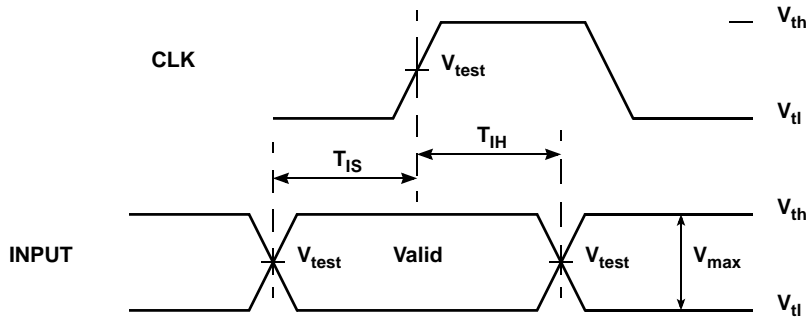 V_th
CLK
V_test
V_tl
T_IS
T_IH
V_th
INPUT
V_test
Valid
V_test
V_max
V_tl